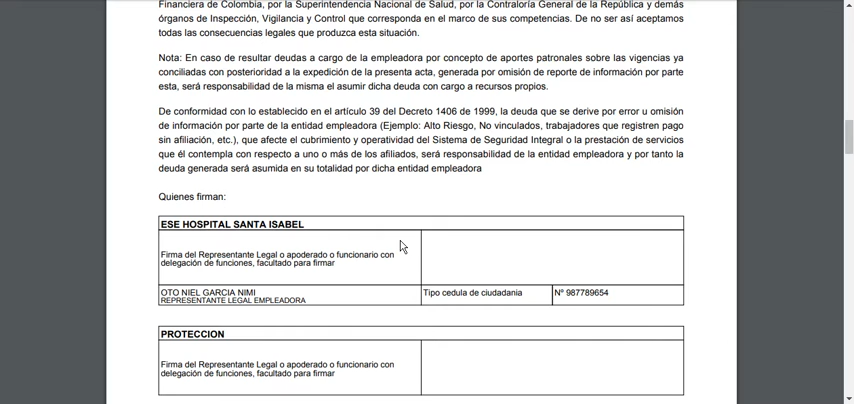 Financiera de Colombia, por la Superintendencia Nacional de Salud, por la Contraloría General de la República y demás
órganos de Inspección, Vigilancia y Control que corresponda en el marco de sus competencias. De no ser así aceptamos
todas las consecuencias legales que produzca esta situación.
Nota: En caso de resultar deudas a cargo de la empleadora por concepto de aportes patronales sobre las vigencias ya
conciliadas con posterioridad a la expedición de la presente acta, generada por omisión de reporte de información por parte
esta, será responsabilidad de la misma el asumir dicha deuda con cargo a recursos propios.
De conformidad con lo establecido en el artículo 39 del Decreto 1406 de 1999, la deuda que se derive por error u omisión
de información por parte de la entidad empleadora (Ejemplo: Alto Riesgo, No vinculados, trabajadores que registren pago
sin afiliación, etc.), que afecte el cubrimiento y operatividad del Sistema de Seguridad Integral o la prestación de servicios
que él contempla con respecto a uno o más de los afiliados, será responsabilidad de la entidad empleadora y por tanto la
deuda generada será asumida en su totalidad por dicha entidad empleadora
Quienes firman:
ESE HOSPITAL SANTA ISABEL
Firma del Representante Legal o apoderado o funcionario con
delegación de funciones, facultado para firmar
OTO NIEL GARCIA NIMI
REPRESENTANTE LEGAL EMPLEADORA
Tipo cedula de ciudadania
Nº 987789654
PROTECCION
Firma del Representante Legal o apoderado o funcionario con
delegación de funciones, facultado para firmar